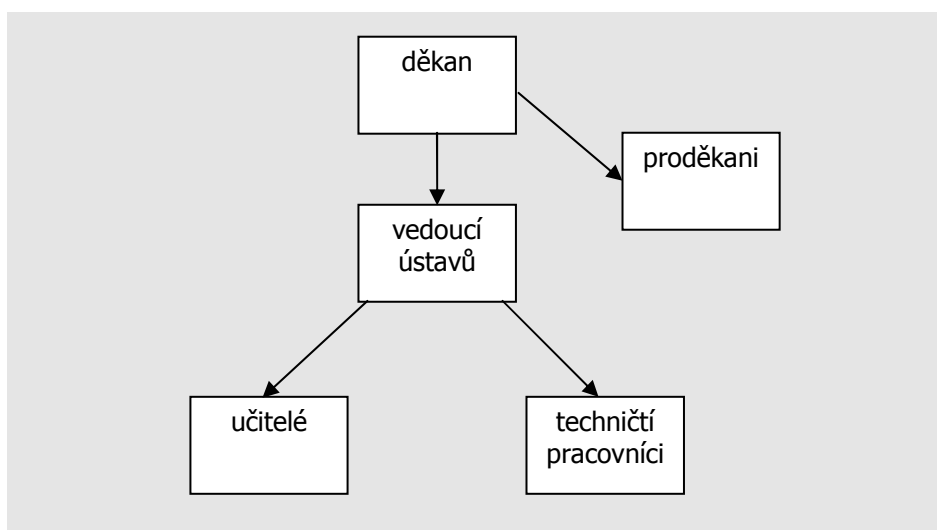 děkan
proděkani
vedoucí
ústavů
učitelé
techničtí
pracovníci